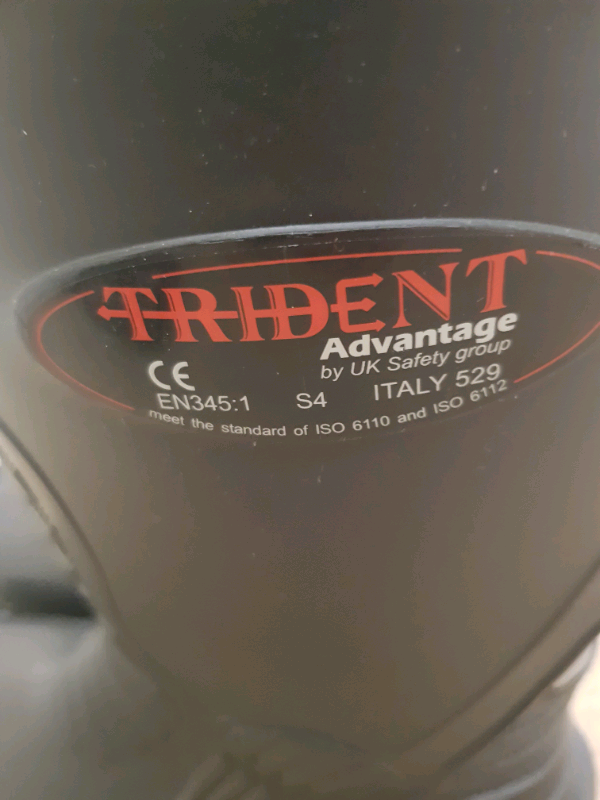 TRIDENT
Advantage
by UK Safety group
CE
EN345:1 S4 ITALY 529
meet the standard of ISO 6110 and ISO 6112